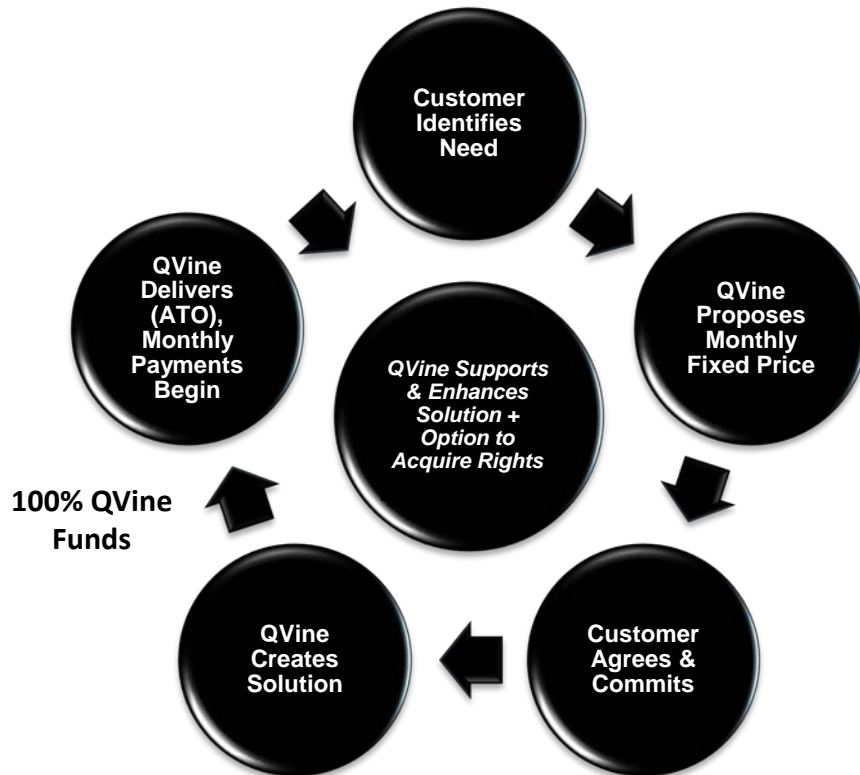 Customer
Identifies
Need
QVine
Proposes
Monthly
Fixed Price
Customer
Agrees &
Commits
QVine
Creates
Solution
100% QVine
Funds
QVine
Delivers
(ATO),
Monthly
Payments
Begin
QVine Supports
& Enhances
Solution +
Option to
Acquire Rights